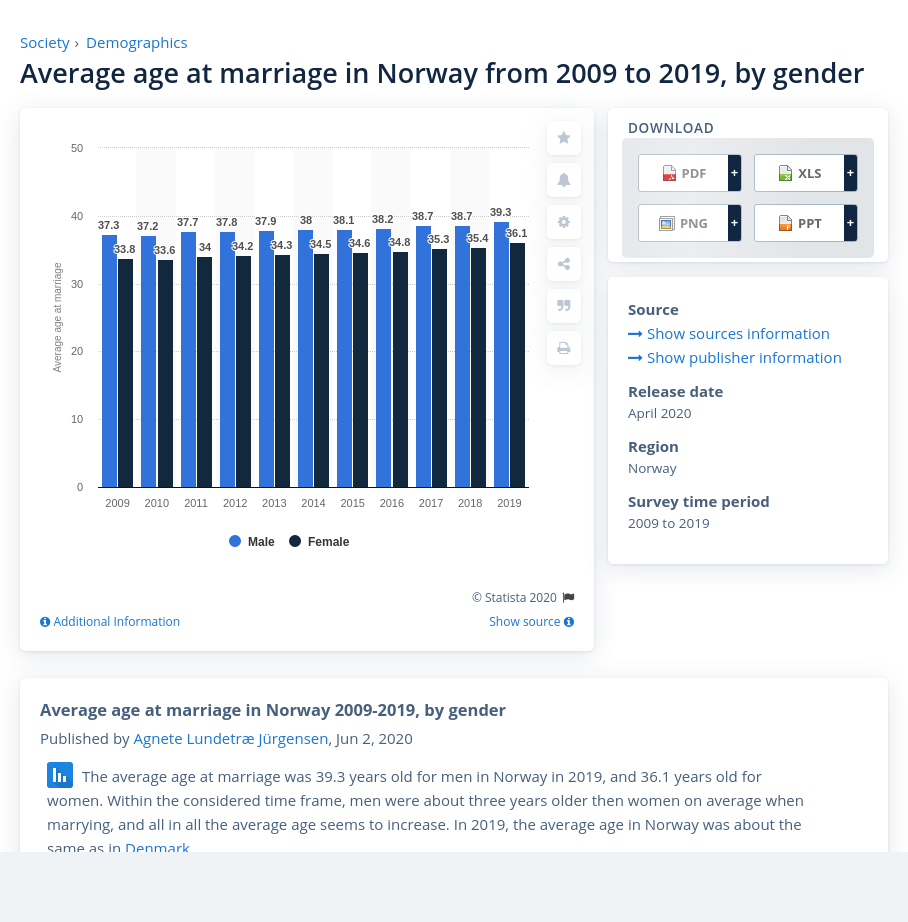 Society › Demographics
Average age at marriage in Norway from 2009 to 2019, by gender
50
40
30
20
10
0
Average age at marriage
37.3 37.2 37.7 37.8 37.9 38 38.1 38.2 38.7 38.7 39.3
33.8 33.6 34 34.2 34.3 34.5 34.6 34.8 35.3 35.4 36.1
2009 2010 2011 2012 2013 2014 2015 2016 2017 2018 2019
Male Female
© Statista 2020
Additional Information
Show source
DOWNLOAD
PDF + XLS +
PNG + PPT +
Source
Show sources information
Show publisher information
Release date
April 2020
Region
Norway
Survey time period
2009 to 2019
Average age at marriage in Norway 2009-2019, by gender
Published by Agnete Lundetræ Jürgensen, Jun 2, 2020
The average age at marriage was 39.3 years old for men in Norway in 2019, and 36.1 years old for
women. Within the considered time frame, men were about three years older then women on average when
marrying, and all in all the average age seems to increase. In 2019, the average age in Norway was about the
same as in Denmark